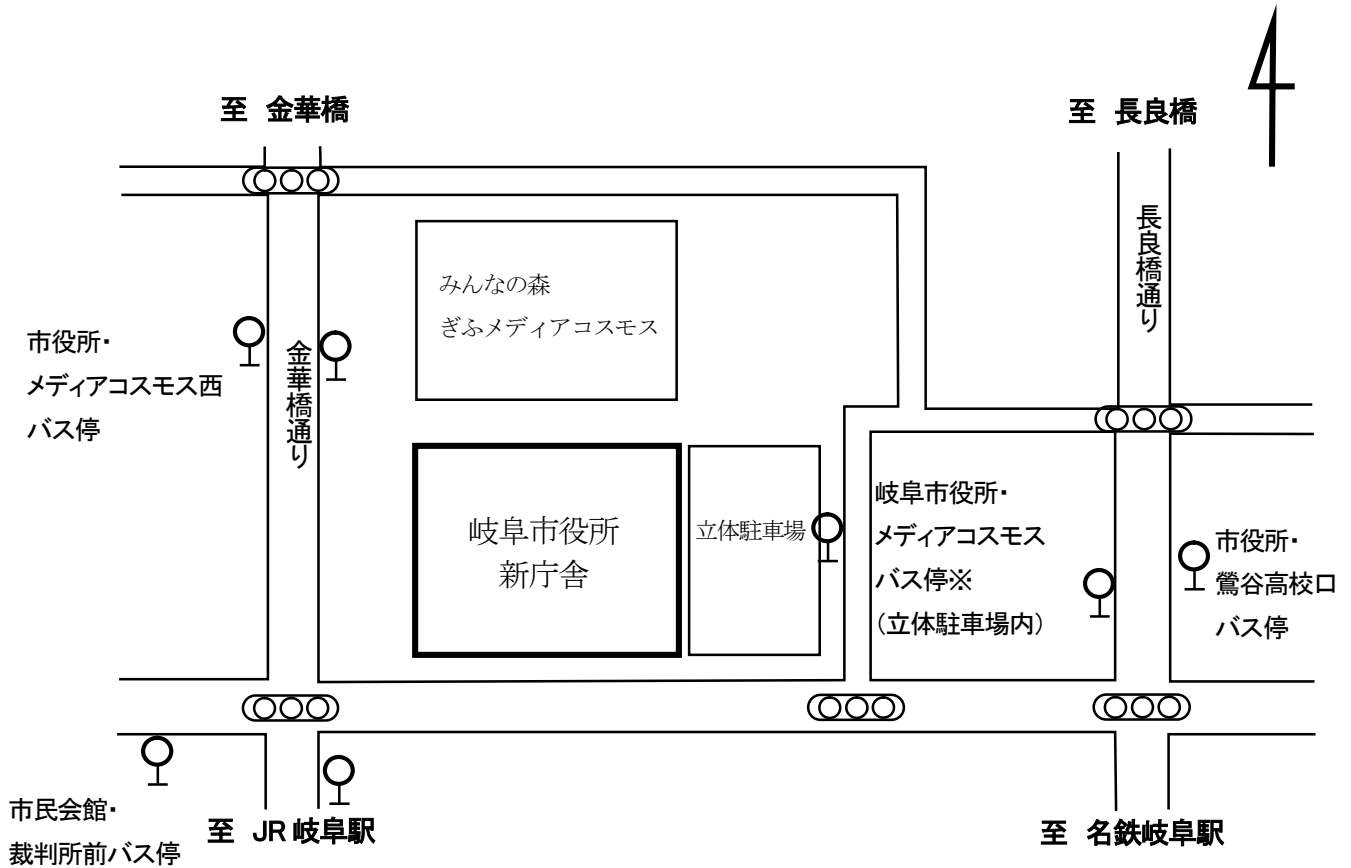 至 金華橋
至 長良橋
長良橋通り
みんなの森
ぎふメディアコスモス
市役所・
メディアコスモス西
バス停
金華橋通り
岐阜市役所
新庁舎
立体駐車場
岐阜市役所・
メディアコスモス
バス停※
(立体駐車場内)
市役所・
鶯谷高校口
バス停
市民会館・
裁判所前バス停
至 JR岐阜駅
至 名鉄岐阜駅